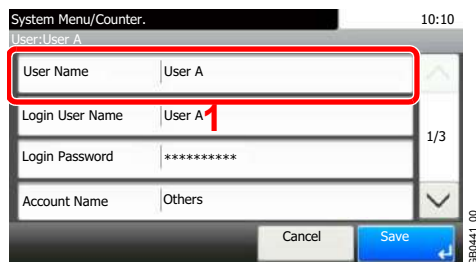 System Menu/Counter. 10:10
User:User A
User Name User A
Login User Name User A
1
1/3
Login Password **********
Account Name Others
Cancel Save
GB0441_00